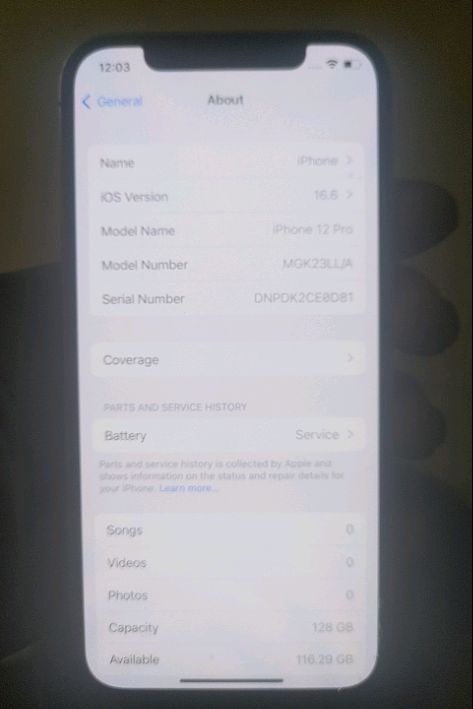 12:03
General
About
Name iPhone
iOS Version 16.6
Model Name iPhone 12 Pro
Model Number MGK23LL/A
Serial Number DNPDK2CE0D81
Coverage
PARTS AND SERVICE HISTORY
Battery Service
Parts and service history is collected by Apple and
shows information on the status and repair details for
your iPhone. Learn more...
Songs 0
Videos 0
Photos 0
Capacity 128 GB
Available 116.29 GB